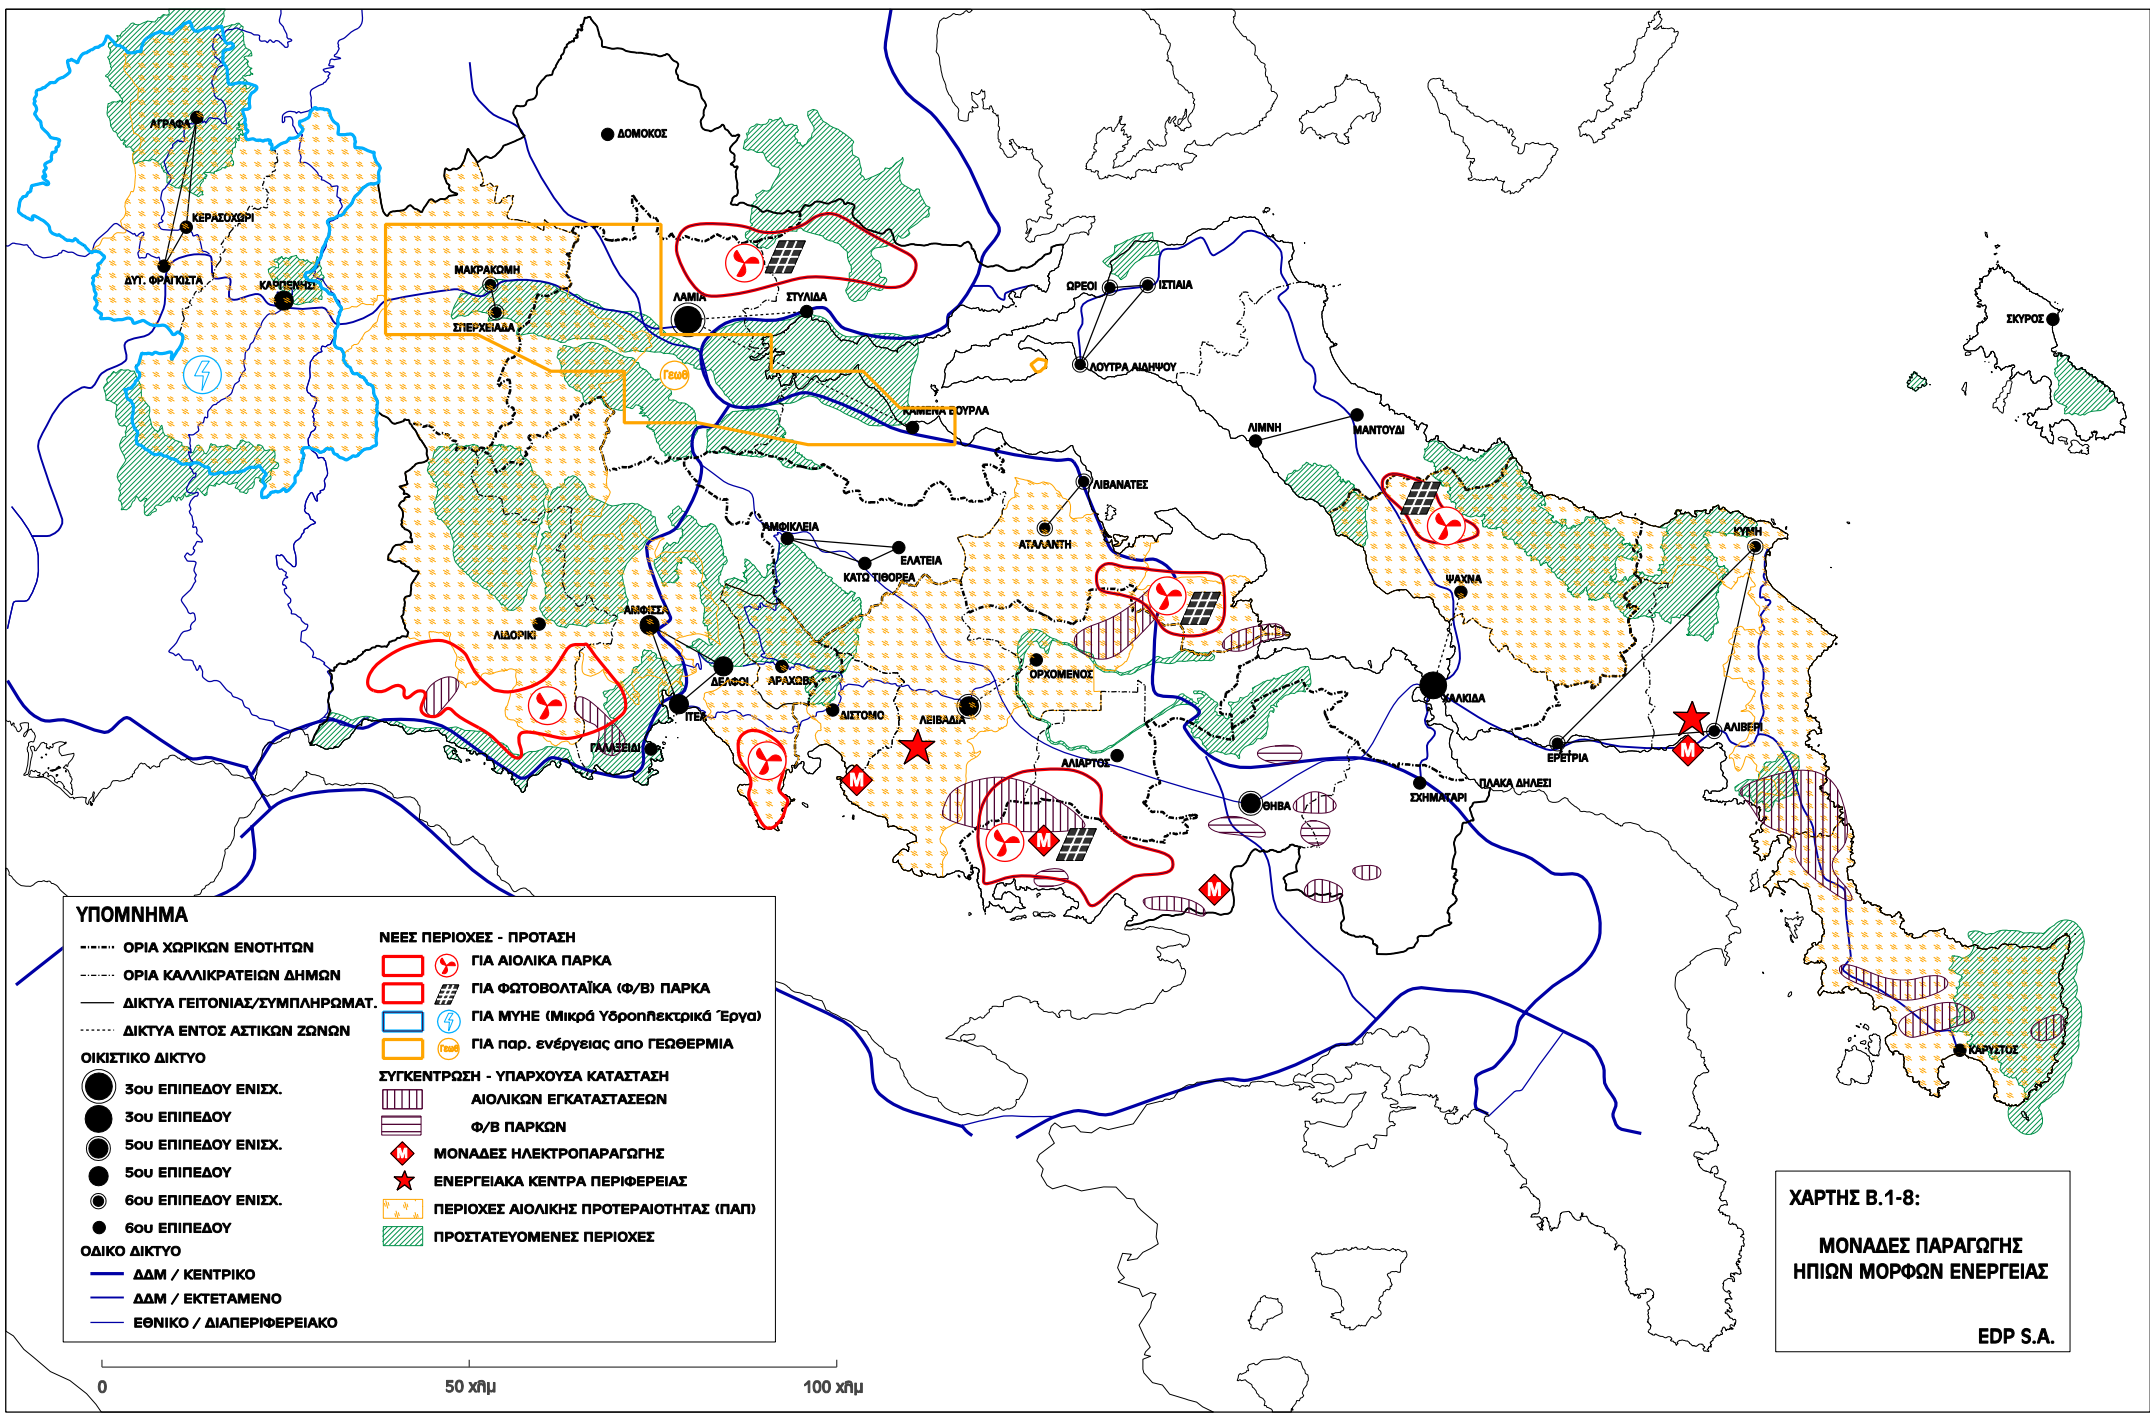 ΔΟΜΟΚΟΣ
ΑΓΡΑΦΑ
ΚΕΡΑΣΟΧΩΡΙ
ΔΥΤ. ΦΡΑΓΚΙΣΤΑ
ΚΑΡΠΕΝΗΣΙ
ΜΑΚΡΑΚΩΜΗ
ΣΠΕΡΧΕΙΑΔΑ
ΛΑΜΙΑ
ΣΤΥΛΙΔΑ
ΩΡΕΟΙ
ΙΣΤΙΑΙΑ
ΣΚΥΡΟΣ
ΛΟΥΤΡΑ ΑΙΔΗΨΟΥ
Γεωθ
ΚΑΜΕΝΑ ΒΟΥΡΛΑ
ΛΙΜΝΗ
ΜΑΝΤΟΥΔΙ
ΛΙΒΑΝΑΤΕΣ
ΑΜΦΙΚΛΕΙΑ
ΑΤΑΛΑΝΤΗ
ΕΛΑΤΕΙΑ
ΚΑΤΩ ΤΙΘΟΡΕΑ
ΚΥΜΗ
ΨΑΧΝΑ
ΑΜΦΙΣΣΑ
ΛΙΔΟΡΙΚΙ
ΔΕΛΦΟΙ
ΑΡΑΧΩΒΑ
ΟΡΧΟΜΕΝΟΣ
ΧΑΛΚΙΔΑ
ΙΤΕΑ
ΔΙΣΤΟΜΟ
ΛΕΙΒΑΔΙΑ
ΑΛΙΒΕΡΙ
ΓΑΛΑΞΕΙΔΙ
ΑΛΙΑΡΤΟΣ
ΕΡΕΤΡΙΑ
M
M
ΠΛΑΚΑ ΔΗΛΕΣΙ
ΣΧΗΜΑΤΑΡΙ
ΘΗΒΑ
M
M
ΚΑΡΥΣΤΟΣ
ΥΠΟΜΝΗΜΑ
ΟΡΙΑ ΧΩΡΙΚΩΝ ΕΝΟΤΗΤΩΝ
ΟΡΙΑ ΚΑΛΛΙΚΡΑΤΕΙΩΝ ΔΗΜΩΝ
ΔΙΚΤΥΑ ΓΕΙΤΟΝΙΑΣ/ΣΥΜΠΛΗΡΩΜΑΤ.
ΔΙΚΤΥΑ ΕΝΤΟΣ ΑΣΤΙΚΩΝ ΖΩΝΩΝ
ΟΙΚΙΣΤΙΚΟ ΔΙΚΤΥΟ
3ου ΕΠΙΠΕΔΟΥ ΕΝΙΣΧ.
3ου ΕΠΙΠΕΔΟΥ
5ου ΕΠΙΠΕΔΟΥ ΕΝΙΣΧ.
5ου ΕΠΙΠΕΔΟΥ
6ου ΕΠΙΠΕΔΟΥ ΕΝΙΣΧ.
6ου ΕΠΙΠΕΔΟΥ
ΟΔΙΚΟ ΔΙΚΤΥΟ
ΔΔΜ / ΚΕΝΤΡΙΚΟ
ΔΔΜ / ΕΚΤΕΤΑΜΕΝΟ
ΕΘΝΙΚΟ / ΔΙΑΠΕΡΙΦΕΡΕΙΑΚΟ
ΝΕΕΣ ΠΕΡΙΟΧΕΣ - ΠΡΟΤΑΣΗ
ΓΙΑ ΑΙΟΛΙΚΑ ΠΑΡΚΑ
ΓΙΑ ΦΩΤΟΒΟΛΤΑΪΚΑ (Φ/Β) ΠΑΡΚΑ
ΓΙΑ ΜΥΗΕ (Μικρά Υδροηλεκτρικά Έργα)
Γεωθ ΓΙΑ παρ. ενέργειας απο ΓΕΩΘΕΡΜΙΑ
ΣΥΓΚΕΝΤΡΩΣΗ - ΥΠΑΡΧΟΥΣΑ ΚΑΤΑΣΤΑΣΗ
ΑΙΟΛΙΚΩΝ ΕΓΚΑΤΑΣΤΑΣΕΩΝ
Φ/Β ΠΑΡΚΩΝ
M ΜΟΝΑΔΕΣ ΗΛΕΚΤΡΟΠΑΡΑΓΩΓΗΣ
ΕΝΕΡΓΕΙΑΚΑ ΚΕΝΤΡΑ ΠΕΡΙΦΕΡΕΙΑΣ
ΠΕΡΙΟΧΕΣ ΑΙΟΛΙΚΗΣ ΠΡΟΤΕΡΑΙΟΤΗΤΑΣ (ΠΑΠ)
ΠΡΟΣΤΑΤΕΥΟΜΕΝΕΣ ΠΕΡΙΟΧΕΣ
ΧΑΡΤΗΣ Β.1-8:
ΜΟΝΑΔΕΣ ΠΑΡΑΓΩΓΗΣ
ΗΠΙΩΝ ΜΟΡΦΩΝ ΕΝΕΡΓΕΙΑΣ
EDP S.A.
0 50 χλμ 100 χλμ